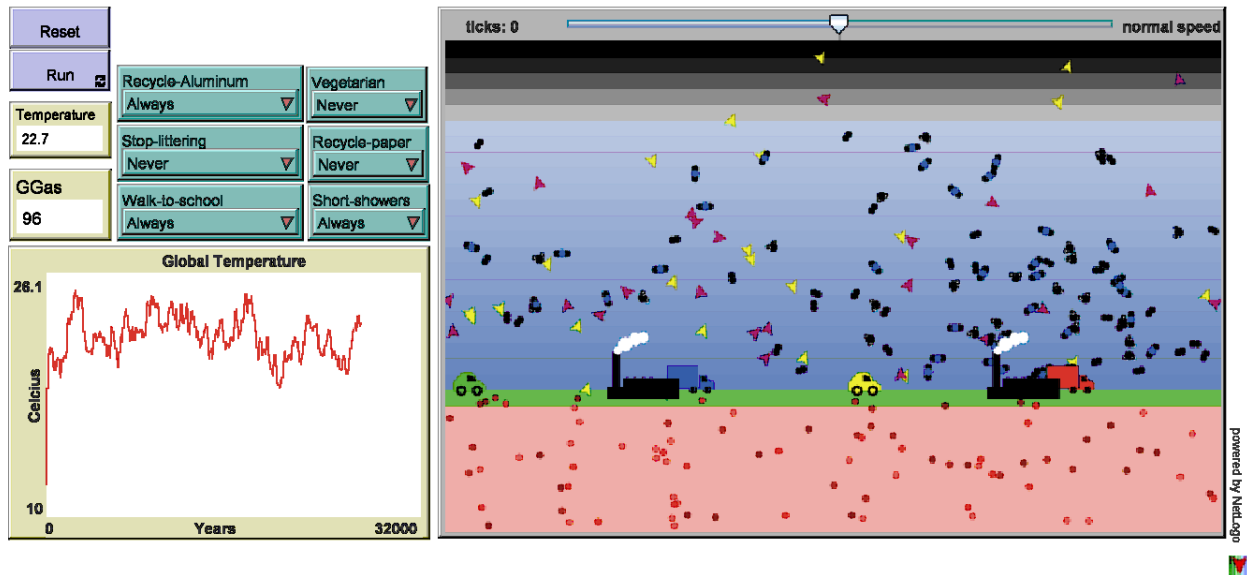 Reset
Run
Temperature
22.7
GGas
96
Recycle-Aluminum
Always
Vegetarian
Never
Stop-littering
Never
Recycle-paper
Never
Walk-to-school
Always
Short-showers
Always
Global Temperature
26.1
Celcius
10
0
Years
32000
ticks: 0
normal speed
powered by NetLogo